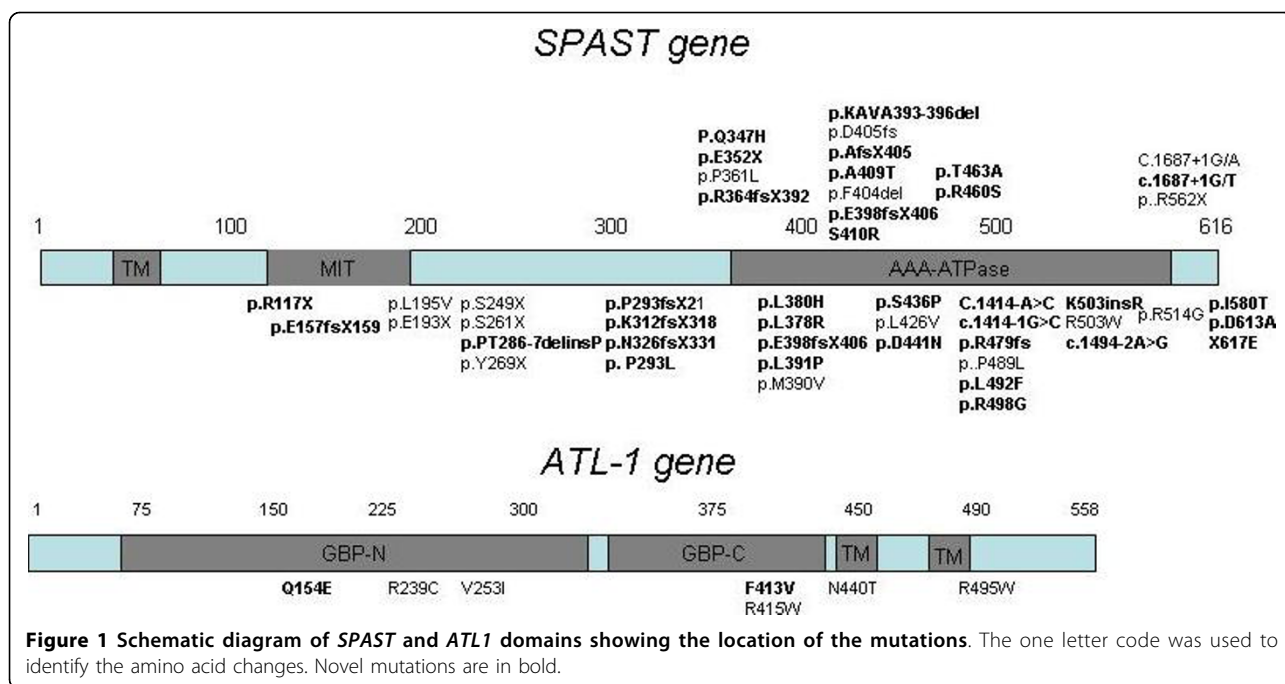 SPAST gene
p.KAVA393-396del
P.Q347H p.D405fs
p.E352X p.AfsX405
p.P361L p.A409T p.T463A C.1687+1G/A
p.R364fsX392 p.F404del p.R460S c.1687+1G/T
p.E398fsX406 p..R562X
S410R
1 100 200 300 400 500 616
TM MIT AAA-ATPase
p.R117X p.L195V p.S249X p.P293fsX21 p.L380H p.S436P C.1414-A>C K503insR p.R514G p.I580T
p.E157fsX159 p.E193X p.S261X p.K312fsX318 p.L378R p.L426V c.1414-1G>C R503W p.D613A
p.PT286-7delinsP p.N326fsX331 p.E398fsX406 p.D441N p.R479fs c.1494-2A>G X617E
p.Y269X p. P293L p.L391P p..P489L
p.M390V p.L492F
p.R498G
ATL-1 gene
1 75 150 225 300 375 450 490 558
GBP-N GBP-C TM TM
Q154E R239C V253I F413V N440T R495W
R415W
Figure 1 Schematic diagram of SPAST and ATL1 domains showing the location of the mutations. The one letter code was used to
identify the amino acid changes. Novel mutations are in bold.